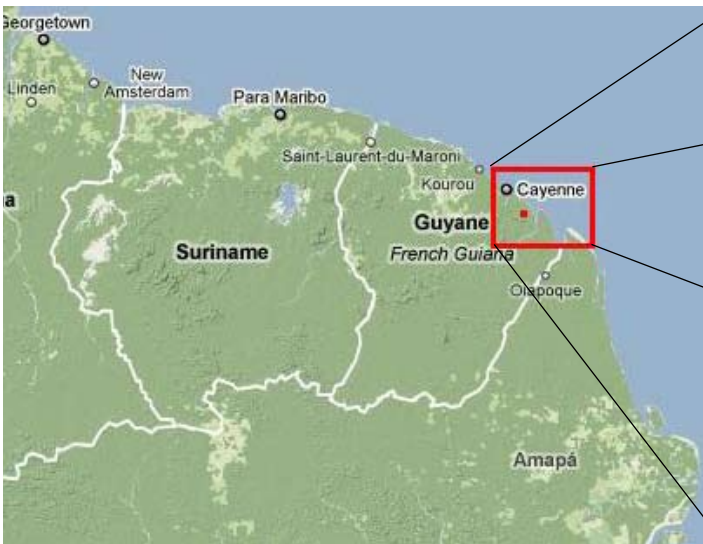 Georgetown
Linden
New
Amsterdam
Para Maribo
Saint-Laurent-du-Maroni
Kourou
Cayenne
a
Guyane
Suriname
French Guiana
Oiapoque
Amapá